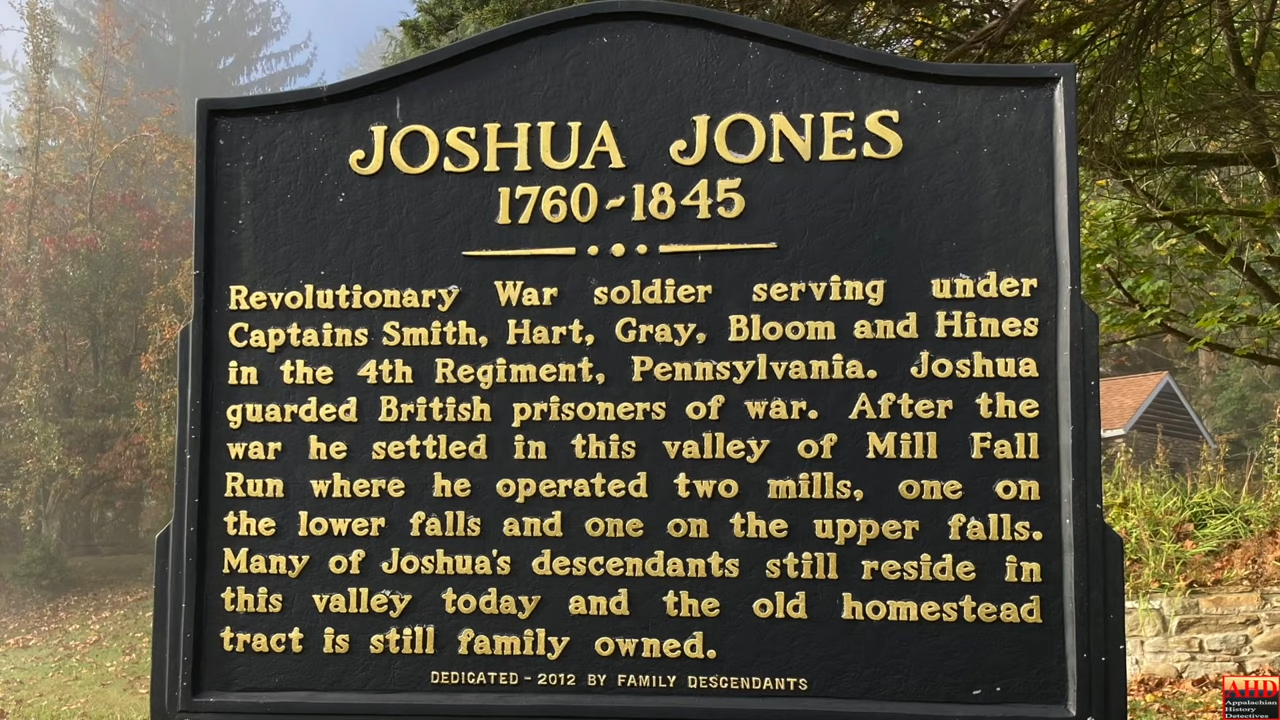 JOSHUA JONES
1760~1845
Revolutionary War soldier serving under
Captains Smith, Hart, Gray, Bloom and Hines
in the 4th Regiment, Pennsylvania. Joshua
guarded British prisoners of war. After the
war he settled in this valley of Mill Fall
Run where he operated two mills, one on
the lower falls and one on the upper falls.
Many of Joshua's descendants still reside in
this valley today and the old homestead
tract is still family owned.
DEDICATED - 2012 BY FAMILY DESCENDANTS
AHD
Appalachian
History
Detectives